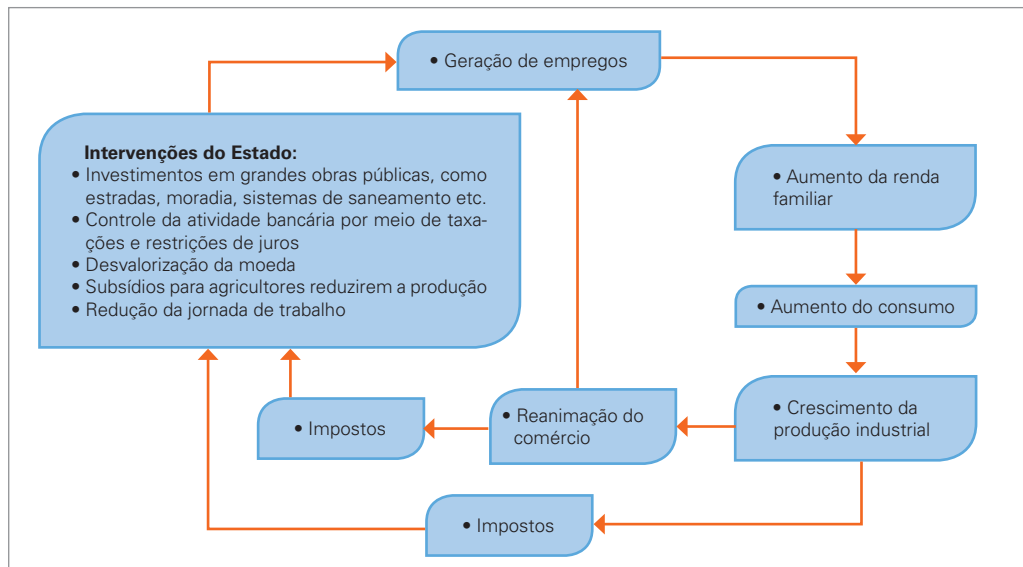 • Geração de empregos
Intervenções do Estado:
• Investimentos em grandes obras públicas, como
estradas, moradia, sistemas de saneamento etc.
• Controle da atividade bancária por meio de taxa-
ções e restrições de juros
• Desvalorização da moeda
• Subsídios para agricultores reduzirem a produção
• Redução da jornada de trabalho
• Aumento da renda
familiar
• Aumento do consumo
• Crescimento da
produção industrial
• Reanimação do
comércio
• Impostos
• Impostos